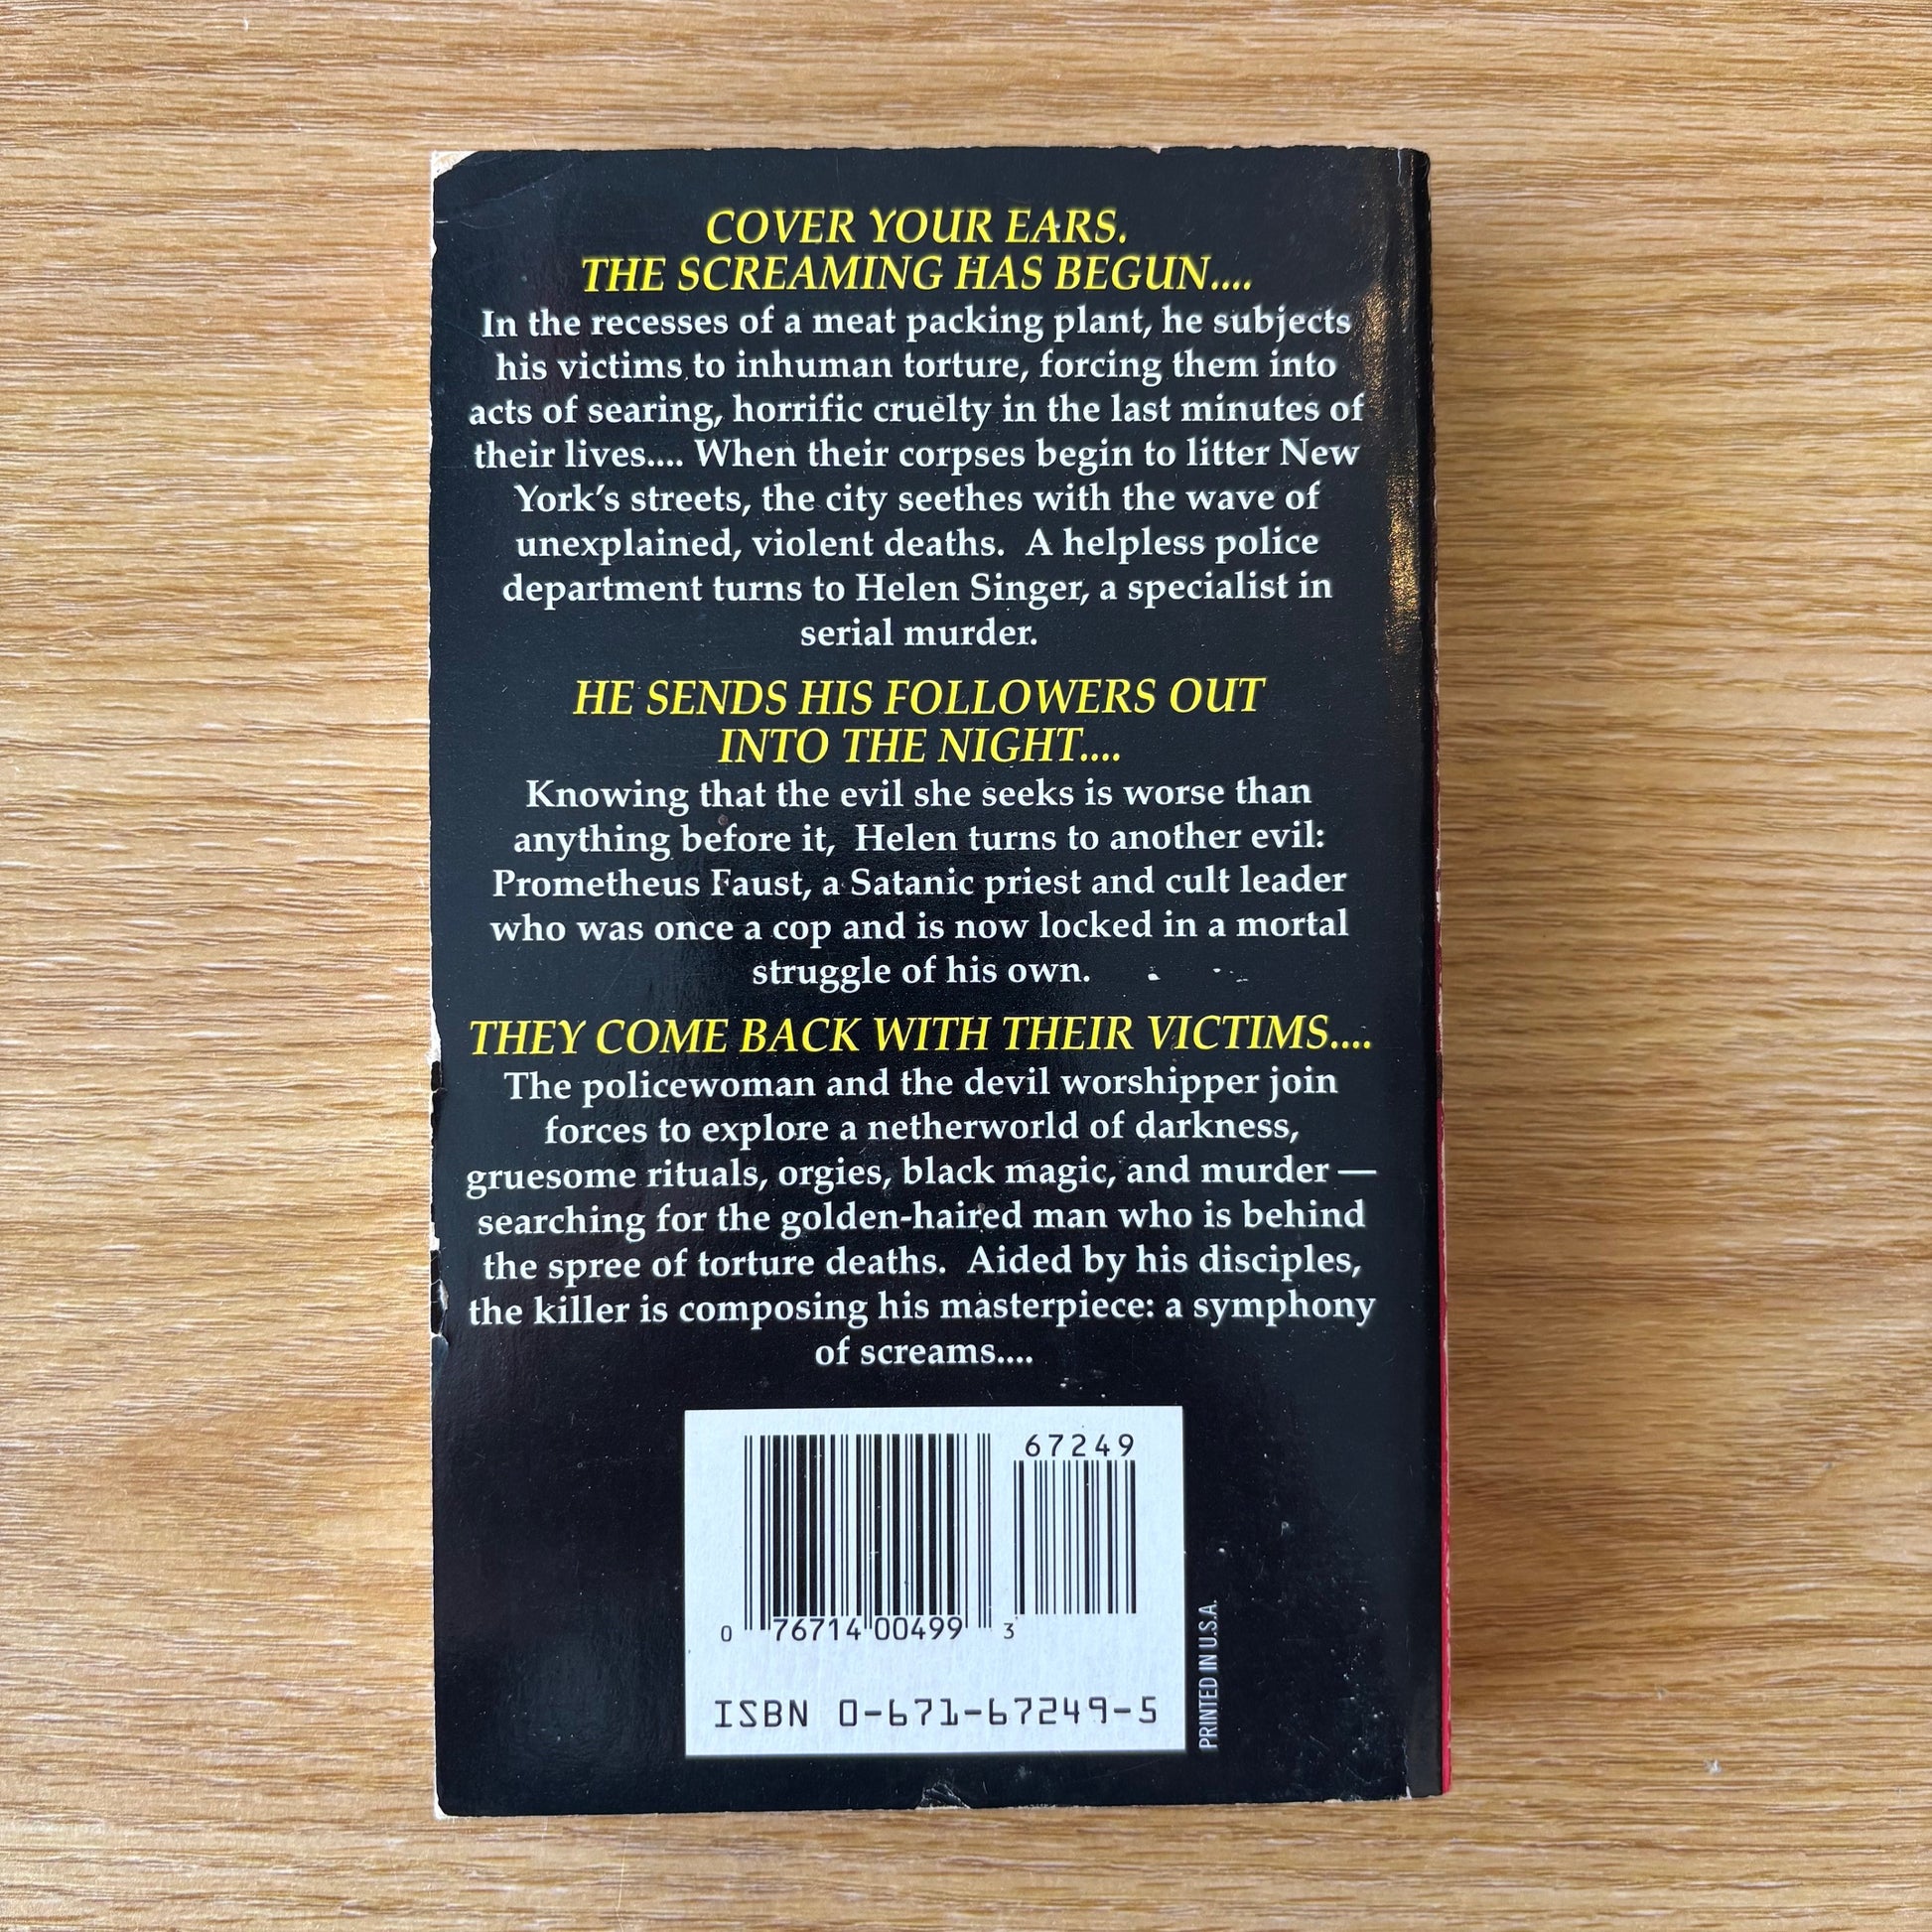 COVER YOUR EARS.
THE SCREAMING HAS BEGUN....
In the recesses of a meat packing plant, he subjects
his victims to inhuman torture, forcing them into
acts of searing, horrific cruelty in the last minutes of
their lives.... When their corpses begin to litter New
York's streets, the city seethes with the wave of
unexplained, violent deaths. A helpless police
department turns to Helen Singer, a specialist in
serial murder.
HE SENDS HIS FOLLOWERS OUT
INTO THE NIGHT....
Knowing that the evil she seeks is worse than
anything before it, Helen turns to another evil:
Prometheus Faust, a Satanic priest and cult leader
who was once a cop and is now locked in a mortal
struggle of his own.
THEY COME BACK WITH THEIR VICTIMS....
The policewoman and the devil worshipper join
forces to explore a netherworld of darkness,
gruesome rituals, orgies, black magic, and murder —
searching for the golden-haired man who is behind
the spree of torture deaths. Aided by his disciples,
the killer is composing his masterpiece: a symphony
of screams....
67249
0 76714 00499 3
ISBN 0-671-67249-5
PRINTED IN U.S.A.